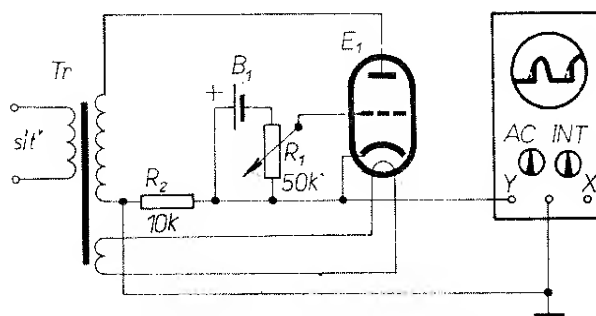 Tr
síť
B₁
+
R₁
50k
R₂
10k
E₁
AC INT
Y
X